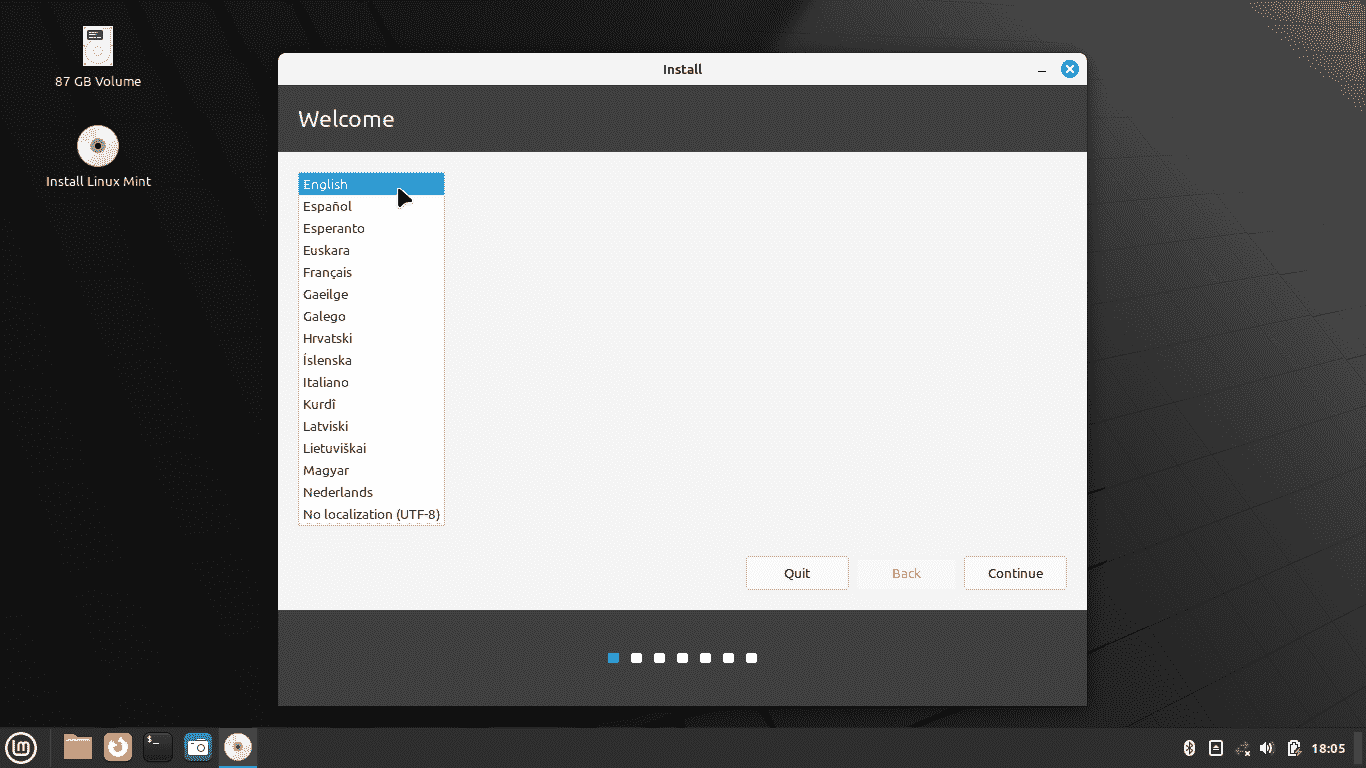 87 GB Volume
Install Linux Mint
Install
Welcome
English
Español
Esperanto
Euskara
Français
Gaeilge
Galego
Hrvatski
Íslenska
Italiano
Kurdî
Latviski
Lietuviškai
Magyar
Nederlands
No localization (UTF-8)
Quit Back Continue
lm $_ 18:05